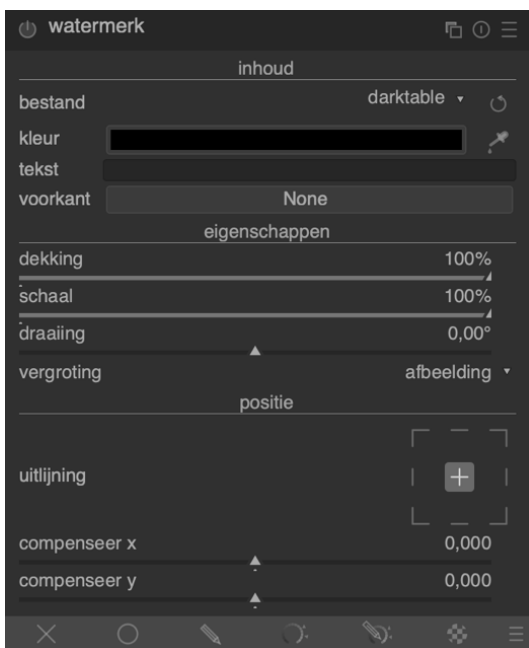 watermerk
inhoud
bestand darktable
kleur
tekst
voorkant None
eigenschappen
dekking 100%
schaal 100%
draaiing 0,00°
vergroting afbeelding
positie
uitlijning
compenseer x 0,000
compenseer y 0,000